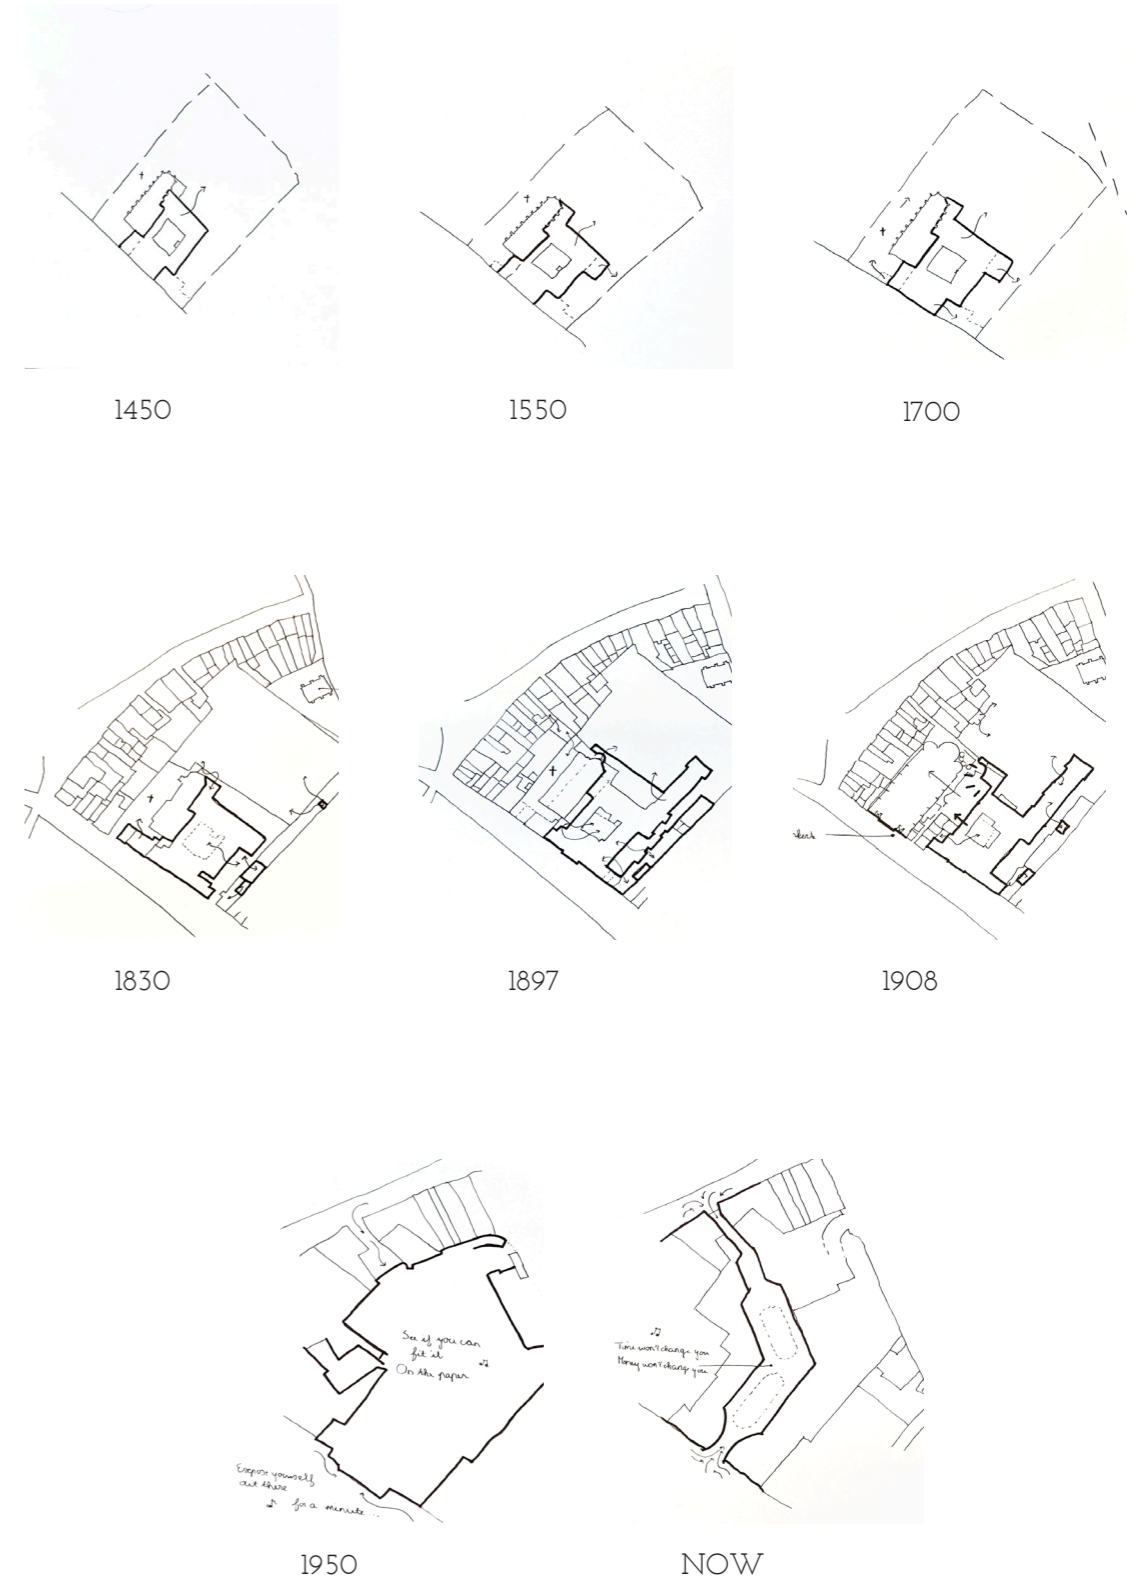 1450
1550
1700
1830
1897
1908
See if you can
fit it
On the paper
Expose yourself
out there
for a minute...
1950
Time won't change you
Money won't change you
NOW